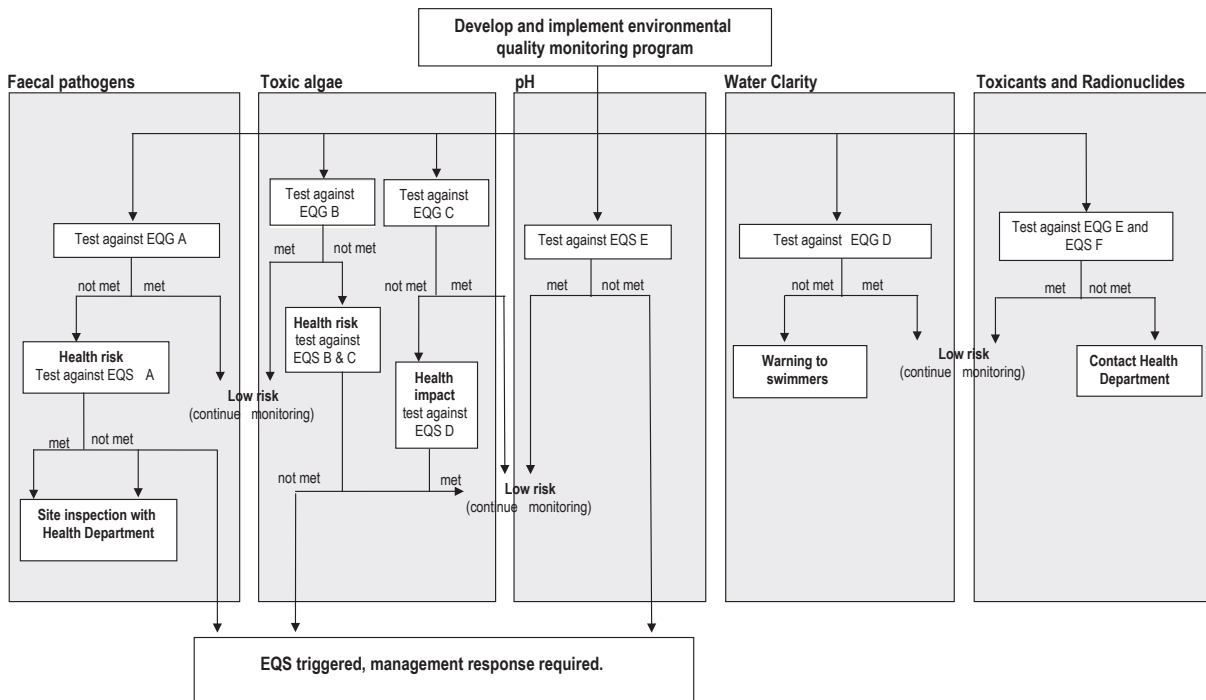 Develop and implement environmental
quality monitoring program
Faecal pathogens
Toxic algae
pH
Water Clarity
Toxicants and Radionuclides
Test against EQG A
not met
met
Health risk
Test against EQS A
met
not met
Site inspection with
Health Department
Low risk
(continue monitoring)
Test against
EQG B
met
not met
Health risk
test against
EQS B & C
Test against
EQG C
not met
met
Health
impact
test against
EQS D
not met
met
Low risk
(continue monitoring)
Test against EQS E
met
not met
Test against EQG D
not met
met
Warning to
swimmers
Low risk
(continue monitoring)
Test against EQG E and
EQS F
met
not met
Contact Health
Department
EQS triggered, management response required.